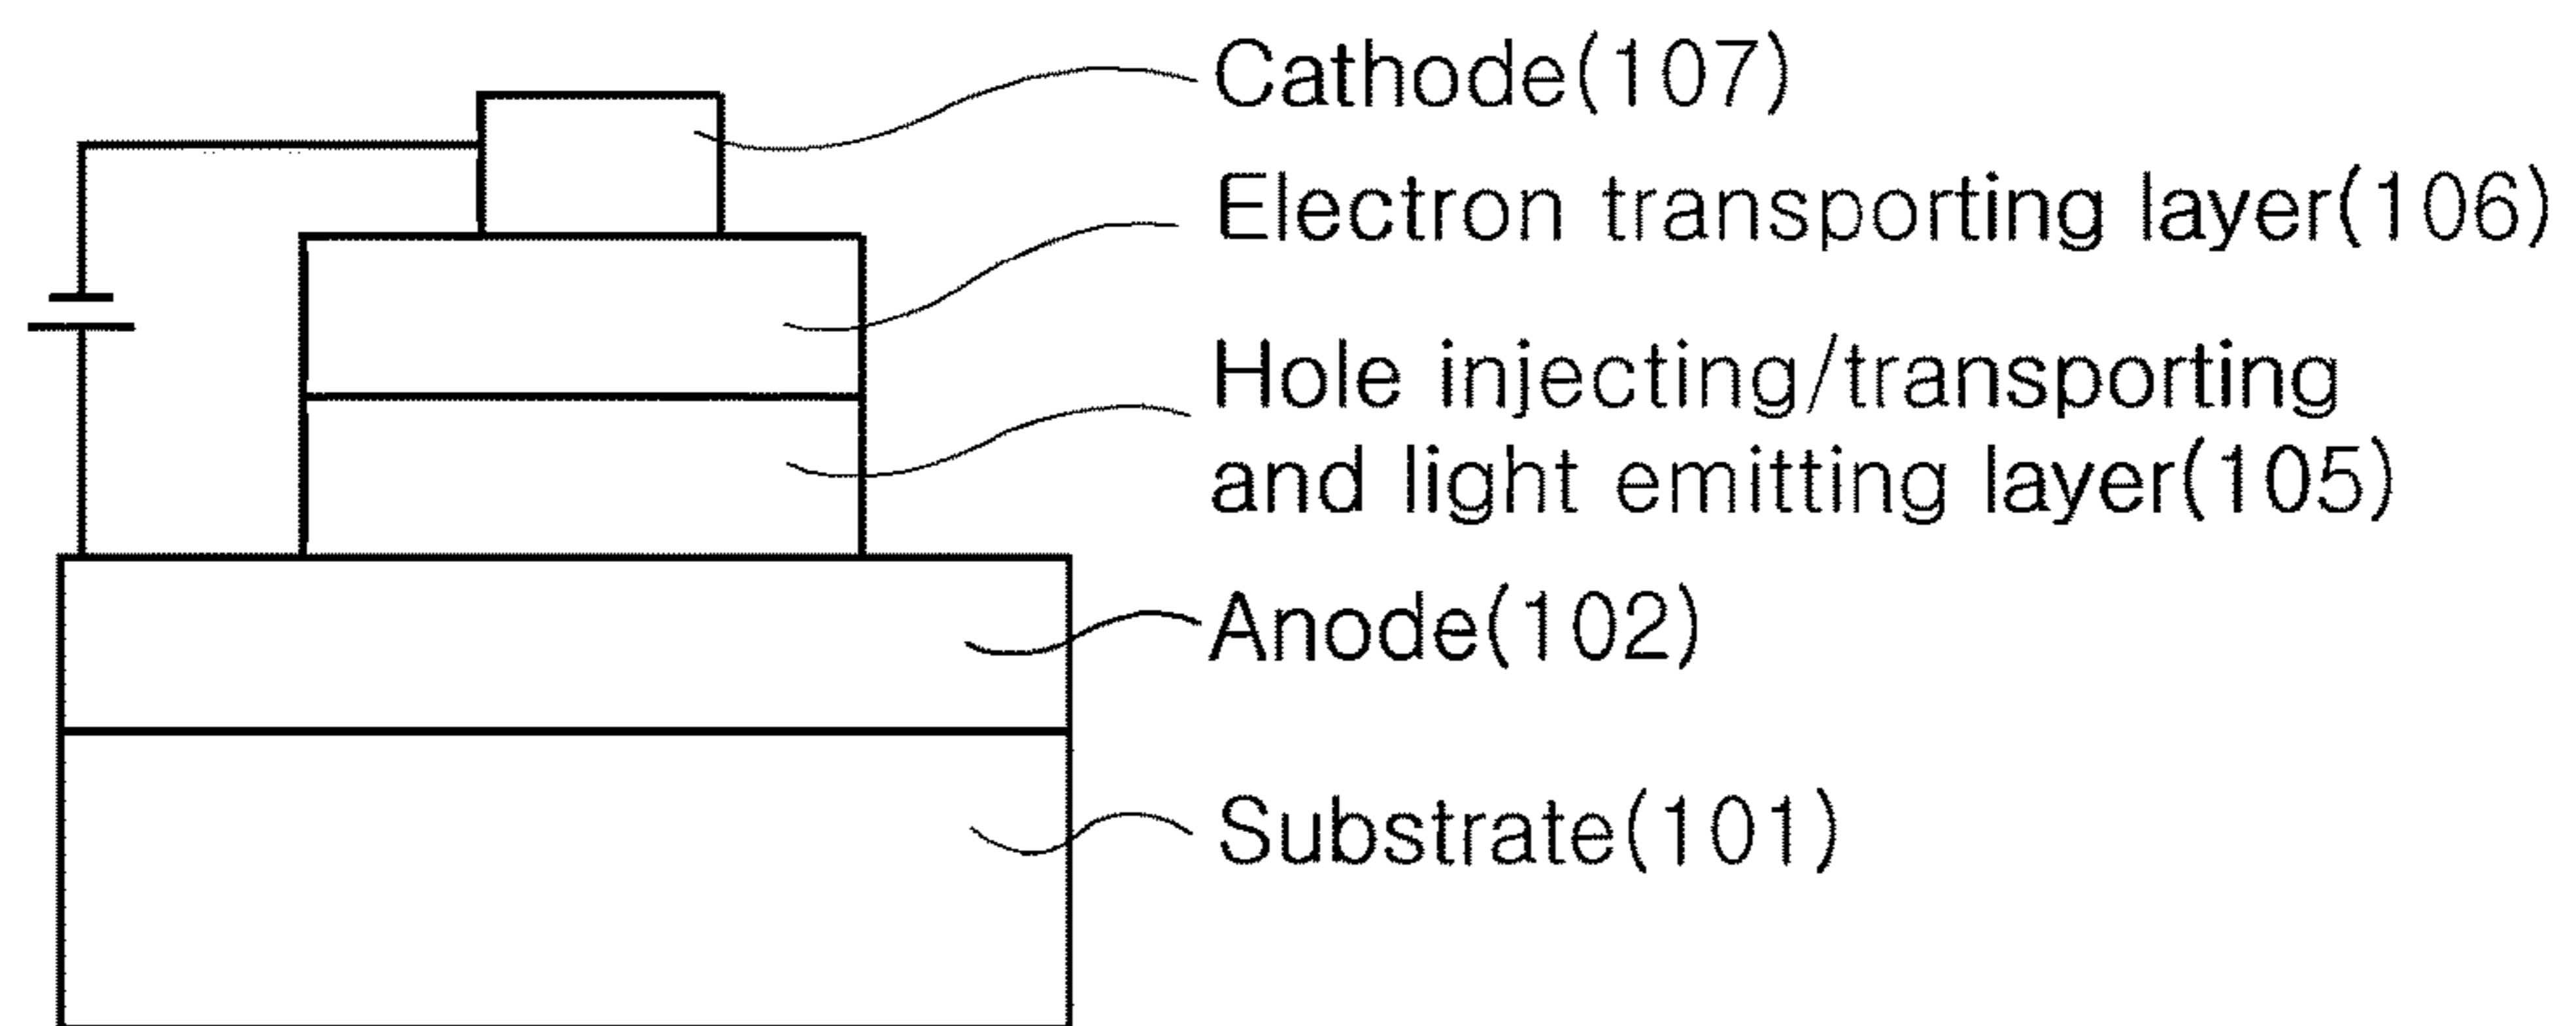 Cathode(107)
Electron transporting layer(106)
Hole injecting/transporting
and light emitting layer(105)
Anode(102)
Substrate(101)